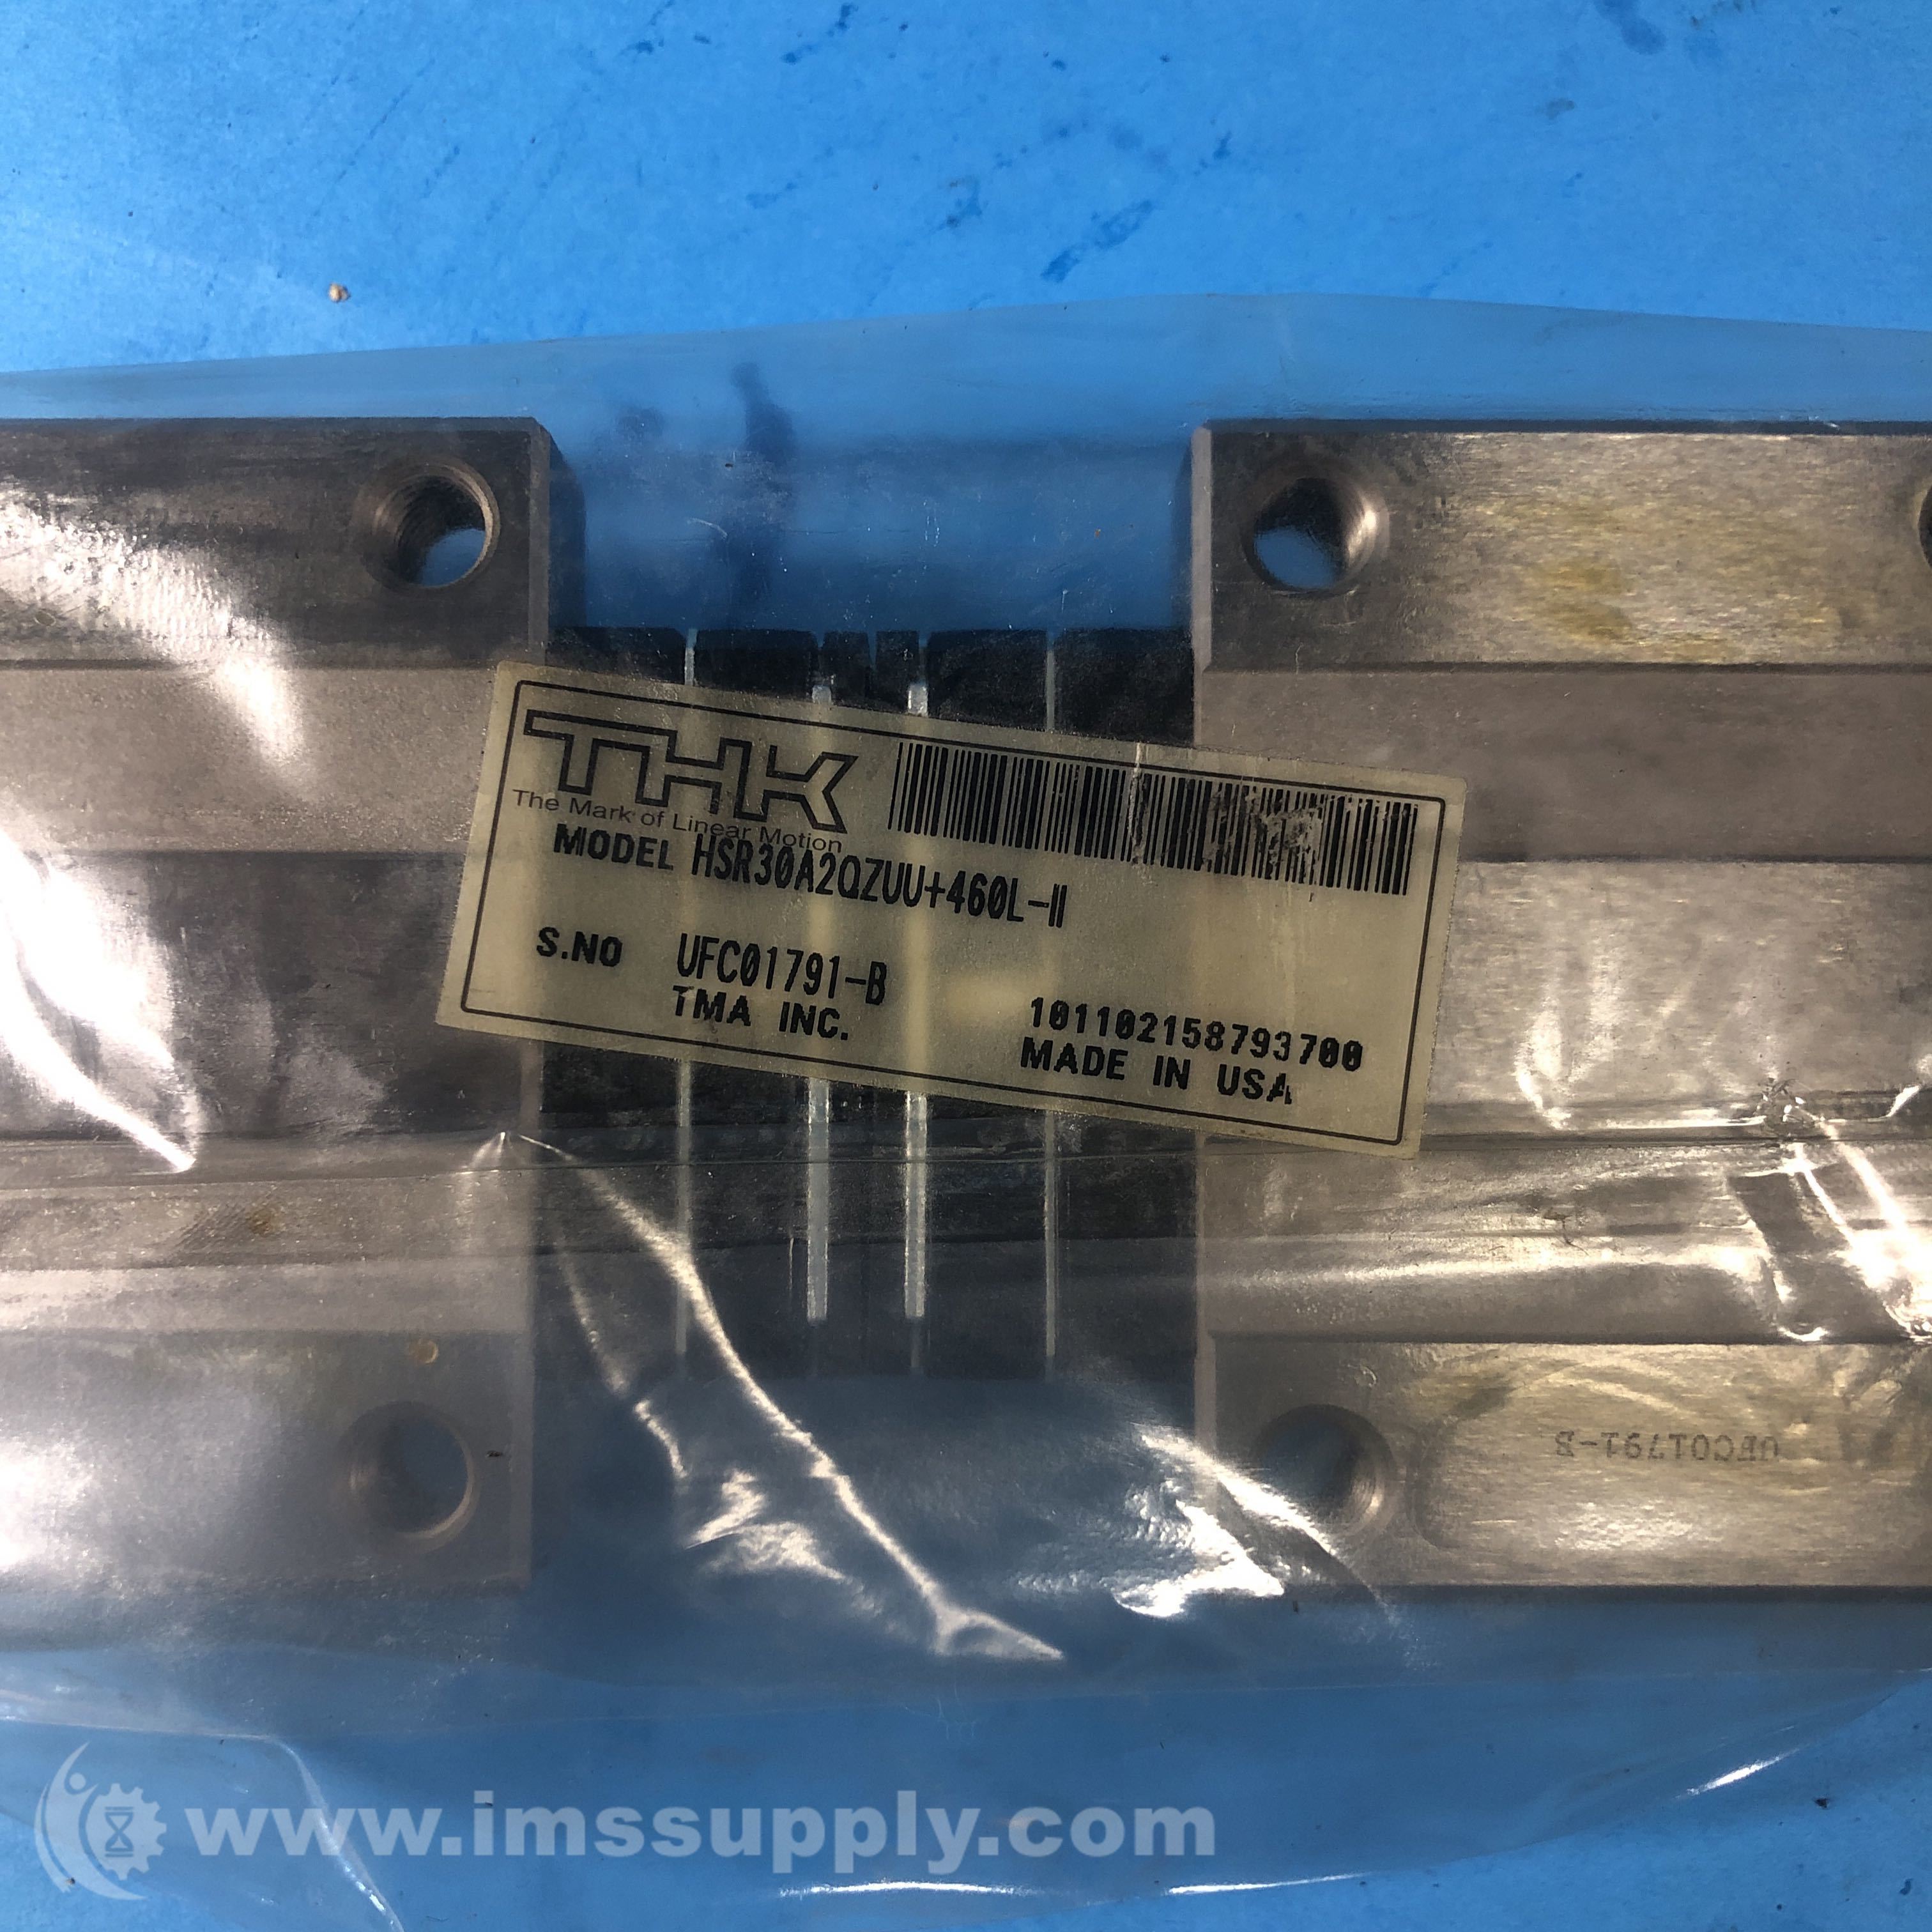 THK
The Mark of Linear Motion
MODEL HSR30A2QZUU+460L-II
S.NO UFC01791-B
TMA INC.
101102158793700
MADE IN USA
UFC01791-B
www.imssupply.com